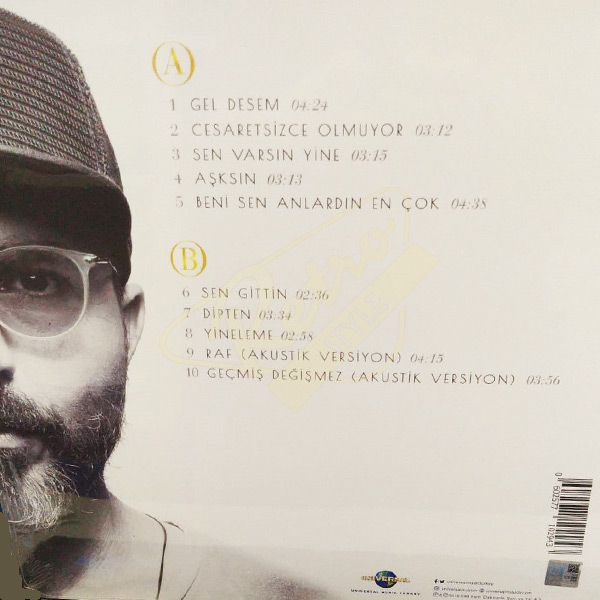 A
1 GEL DESEM 04:24
2 CESARETSİZCE OLMUYOR 03:12
3 SEN VARSIN YİNE 03:15
4 AŞKSIN 03:13
5 BENİ SEN ANLARDIN EN ÇOK 04:38
B
6 SEN GİTTİN 02:36
7 DİPTEN 03:34
8 YİNELEME 02:58
9 RAF (AKUSTİK VERSİYON) 04:15
10 GEÇMİŞ DEĞİŞMEZ (AKUSTİK VERSİYON) 03:56
UNIVERSAL
UNIVERSAL MUSIC TURKEY